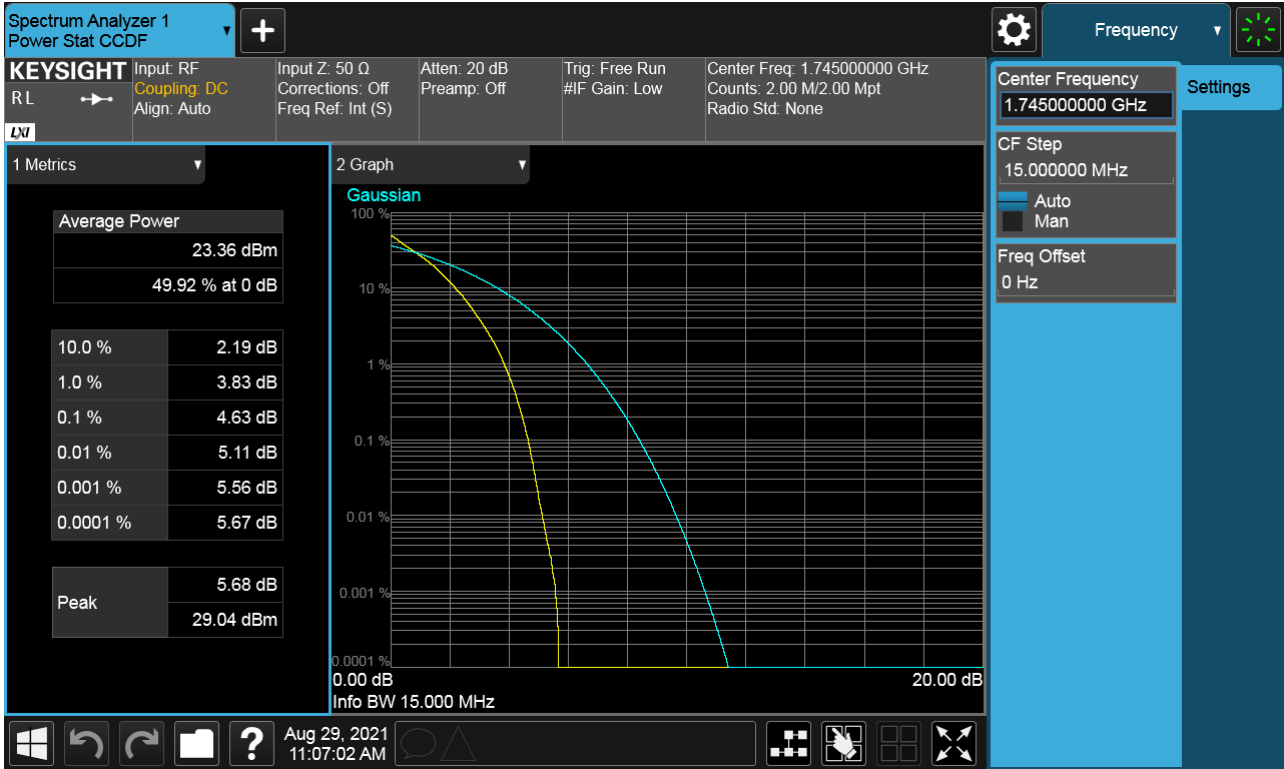 Spectrum Analyzer 1
Power Stat CCDF
Frequency
KEYSIGHT
R L
LXI
Input: RF
Coupling: DC
Align: Auto
Input Z: 50 Ω
Corrections: Off
Freq Ref: Int (S)
Atten: 20 dB
Preamp: Off
Trig: Free Run
#IF Gain: Low
Center Freq: 1.745000000 GHz
Counts: 2.00 M/2.00 Mpt
Radio Std: None
Center Frequency
1.745000000 GHz
Settings
CF Step
15.000000 MHz
Auto
Man
Freq Offset
0 Hz
1 Metrics
Average Power
23.36 dBm
49.92 % at 0 dB
10.0 % 2.19 dB
1.0 % 3.83 dB
0.1 % 4.63 dB
0.01 % 5.11 dB
0.001 % 5.56 dB
0.0001 % 5.67 dB
Peak
5.68 dB
29.04 dBm
2 Graph
Gaussian
100 %
10 %
1 %
0.1 %
0.01 %
0.001 %
0.0001 %
0.00 dB 20.00 dB
Info BW 15.000 MHz
?
Aug 29, 2021
11:07:02 AM